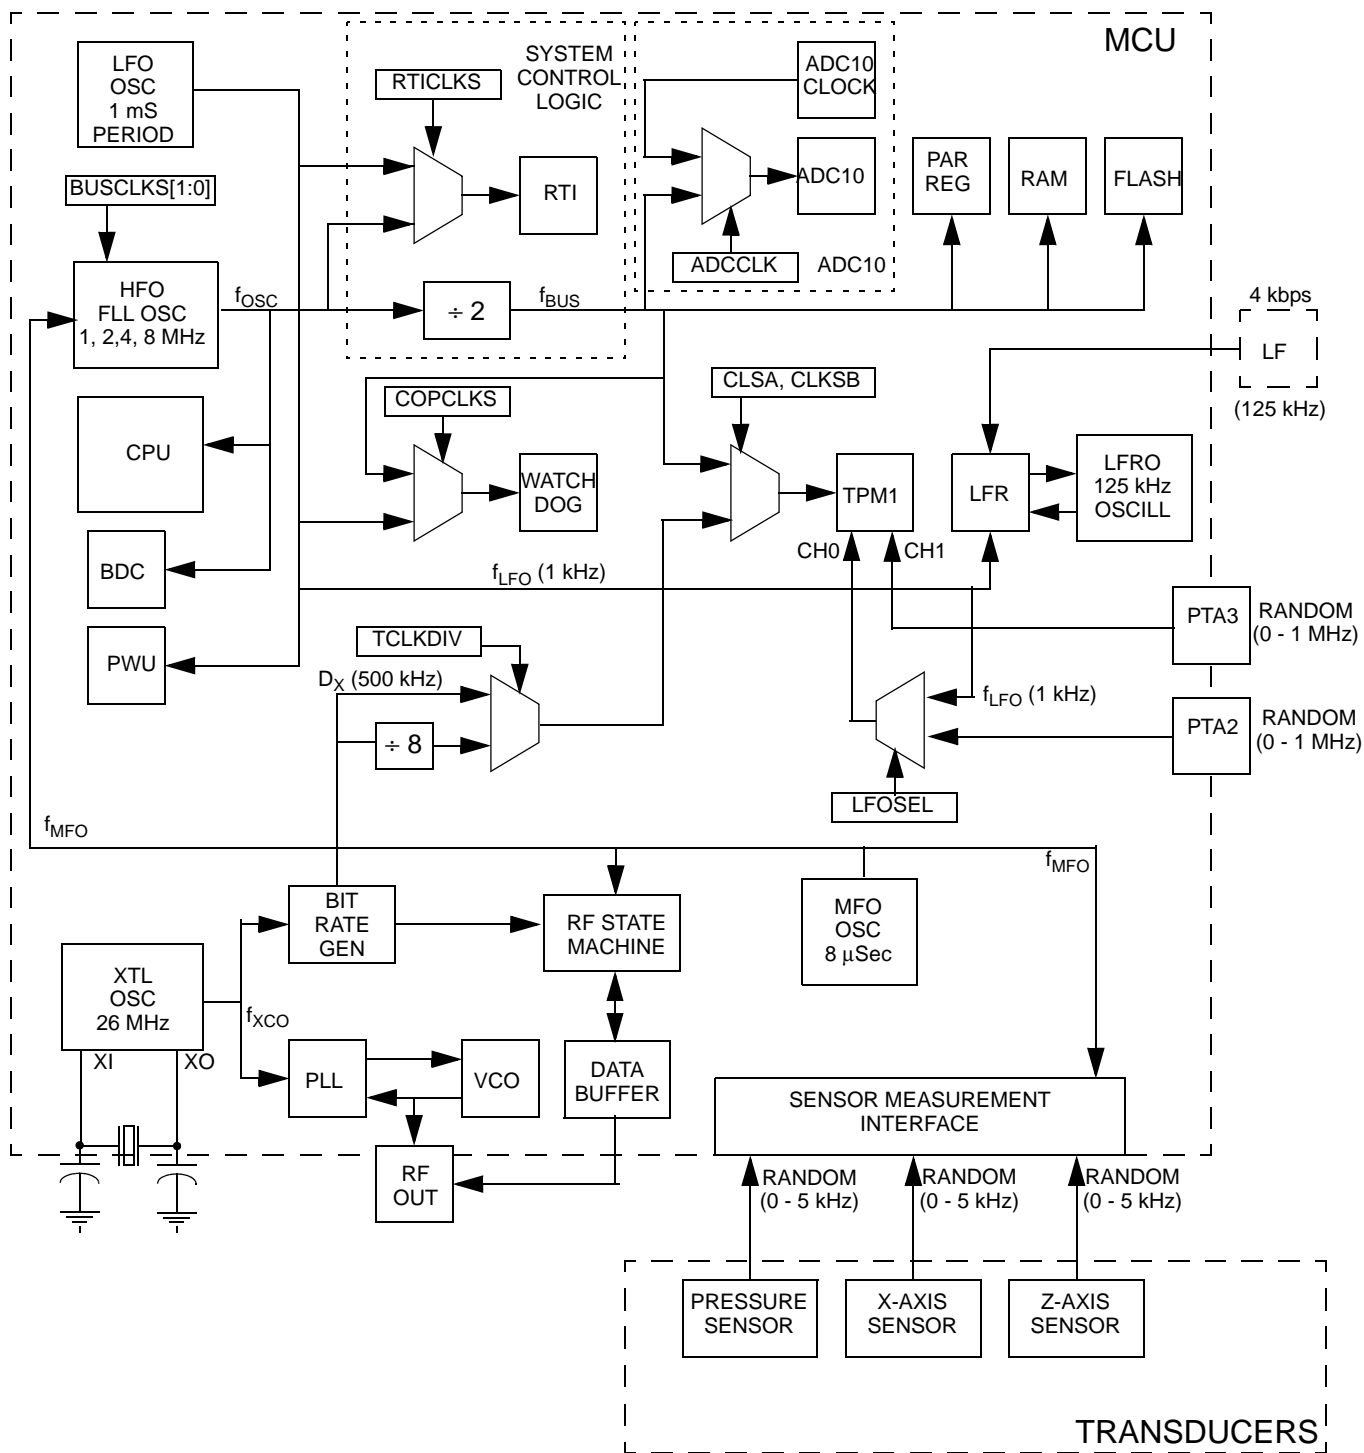 MCU
LFO
OSC
1 mS
PERIOD
RTICLKS
SYSTEM
CONTROL
LOGIC
ADC10
CLOCK
BUSCLKS[1:0]
RTI
ADC10
PAR
REG
RAM
FLASH
ADCCLK
ADC10
HFO
FLL OSC
1, 2,4, 8 MHz
fOSC
÷ 2
fBUS
4 kbps
LF
(125 kHz)
COPCLKS
CLSA, CLKSB
CPU
WATCH
DOG
TPM1
LFR
LFRO
125 kHz
OSCILL
CH0
CH1
BDC
fLFO (1 kHz)
PTA3
RANDOM
(0 - 1 MHz)
PWU
TCLKDIV
DX (500 kHz)
fLFO (1 kHz)
PTA2
RANDOM
(0 - 1 MHz)
÷ 8
LFOSEL
fMFO
fMFO
BIT
RATE
GEN
RF STATE
MACHINE
MFO
OSC
8 μSec
XTL
OSC
26 MHz
fXCO
XI
XO
PLL
VCO
DATA
BUFFER
SENSOR MEASUREMENT
INTERFACE
RF
OUT
RANDOM
(0 - 5 kHz)
RANDOM
(0 - 5 kHz)
RANDOM
(0 - 5 kHz)
PRESSURE
SENSOR
X-AXIS
SENSOR
Z-AXIS
SENSOR
TRANSDUCERS